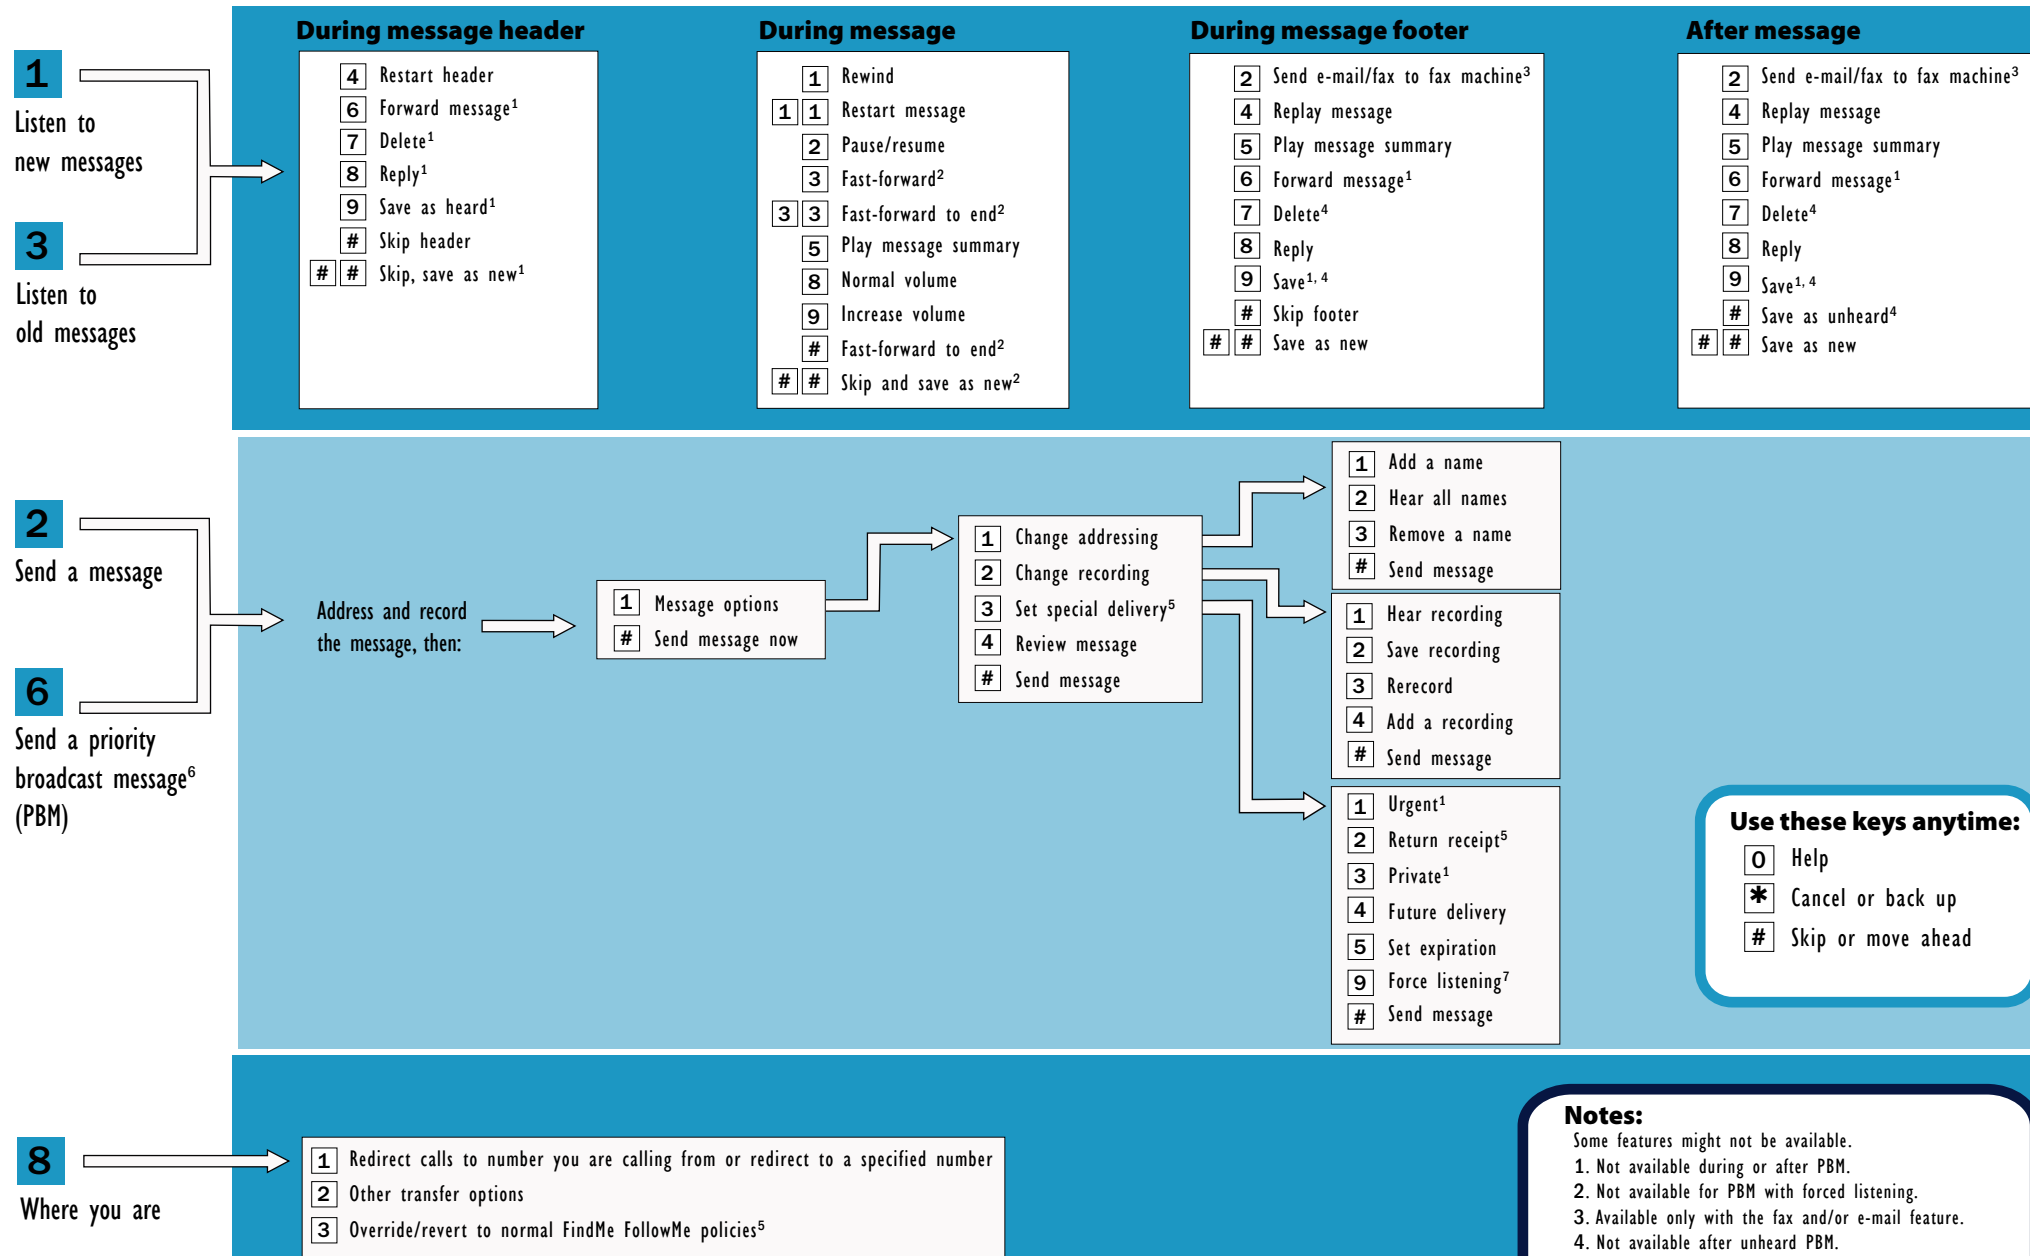 1
Listen to
new messages
3
Listen to
old messages
During message header
4 Restart header
6 Forward message¹
7 Delete¹
8 Reply¹
9 Save as heard¹
# Skip header
# # Skip, save as new¹
During message
1 Rewind
1 1 Restart message
2 Pause/resume
3 Fast-forward²
3 3 Fast-forward to end²
5 Play message summary
8 Normal volume
9 Increase volume
# Fast-forward to end²
# # Skip and save as new²
During message footer
2 Send e-mail/fax to fax machine³
4 Replay message
5 Play message summary
6 Forward message¹
7 Delete⁴
8 Reply
9 Save¹, ⁴
# Skip footer
# # Save as new
After message
2 Send e-mail/fax to fax machine³
4 Replay message
5 Play message summary
6 Forward message¹
7 Delete⁴
8 Reply
9 Save¹, ⁴
# Save as unheard⁴
# # Save as new
2
Send a message
6
Send a priority
broadcast message⁶
(PBM)
Address and record
the message, then:
1 Message options
# Send message now
1 Change addressing
2 Change recording
3 Set special delivery⁵
4 Review message
# Send message
1 Add a name
2 Hear all names
3 Remove a name
# Send message
1 Hear recording
2 Save recording
3 Rerecord
4 Add a recording
# Send message
1 Urgent¹
2 Return receipt⁵
3 Private¹
4 Future delivery
5 Set expiration
9 Force listening⁷
# Send message
Use these keys anytime:
0 Help
* Cancel or back up
# Skip or move ahead
8
Where you are
1 Redirect calls to number you are calling from or redirect to a specified number
2 Other transfer options
3 Override/revert to normal FindMe FollowMe policies⁵
Notes:
Some features might not be available.
1. Not available during or after PBM.
2. Not available for PBM with forced listening.
3. Available only with the fax and/or e-mail feature.
4. Not available after unheard PBM.